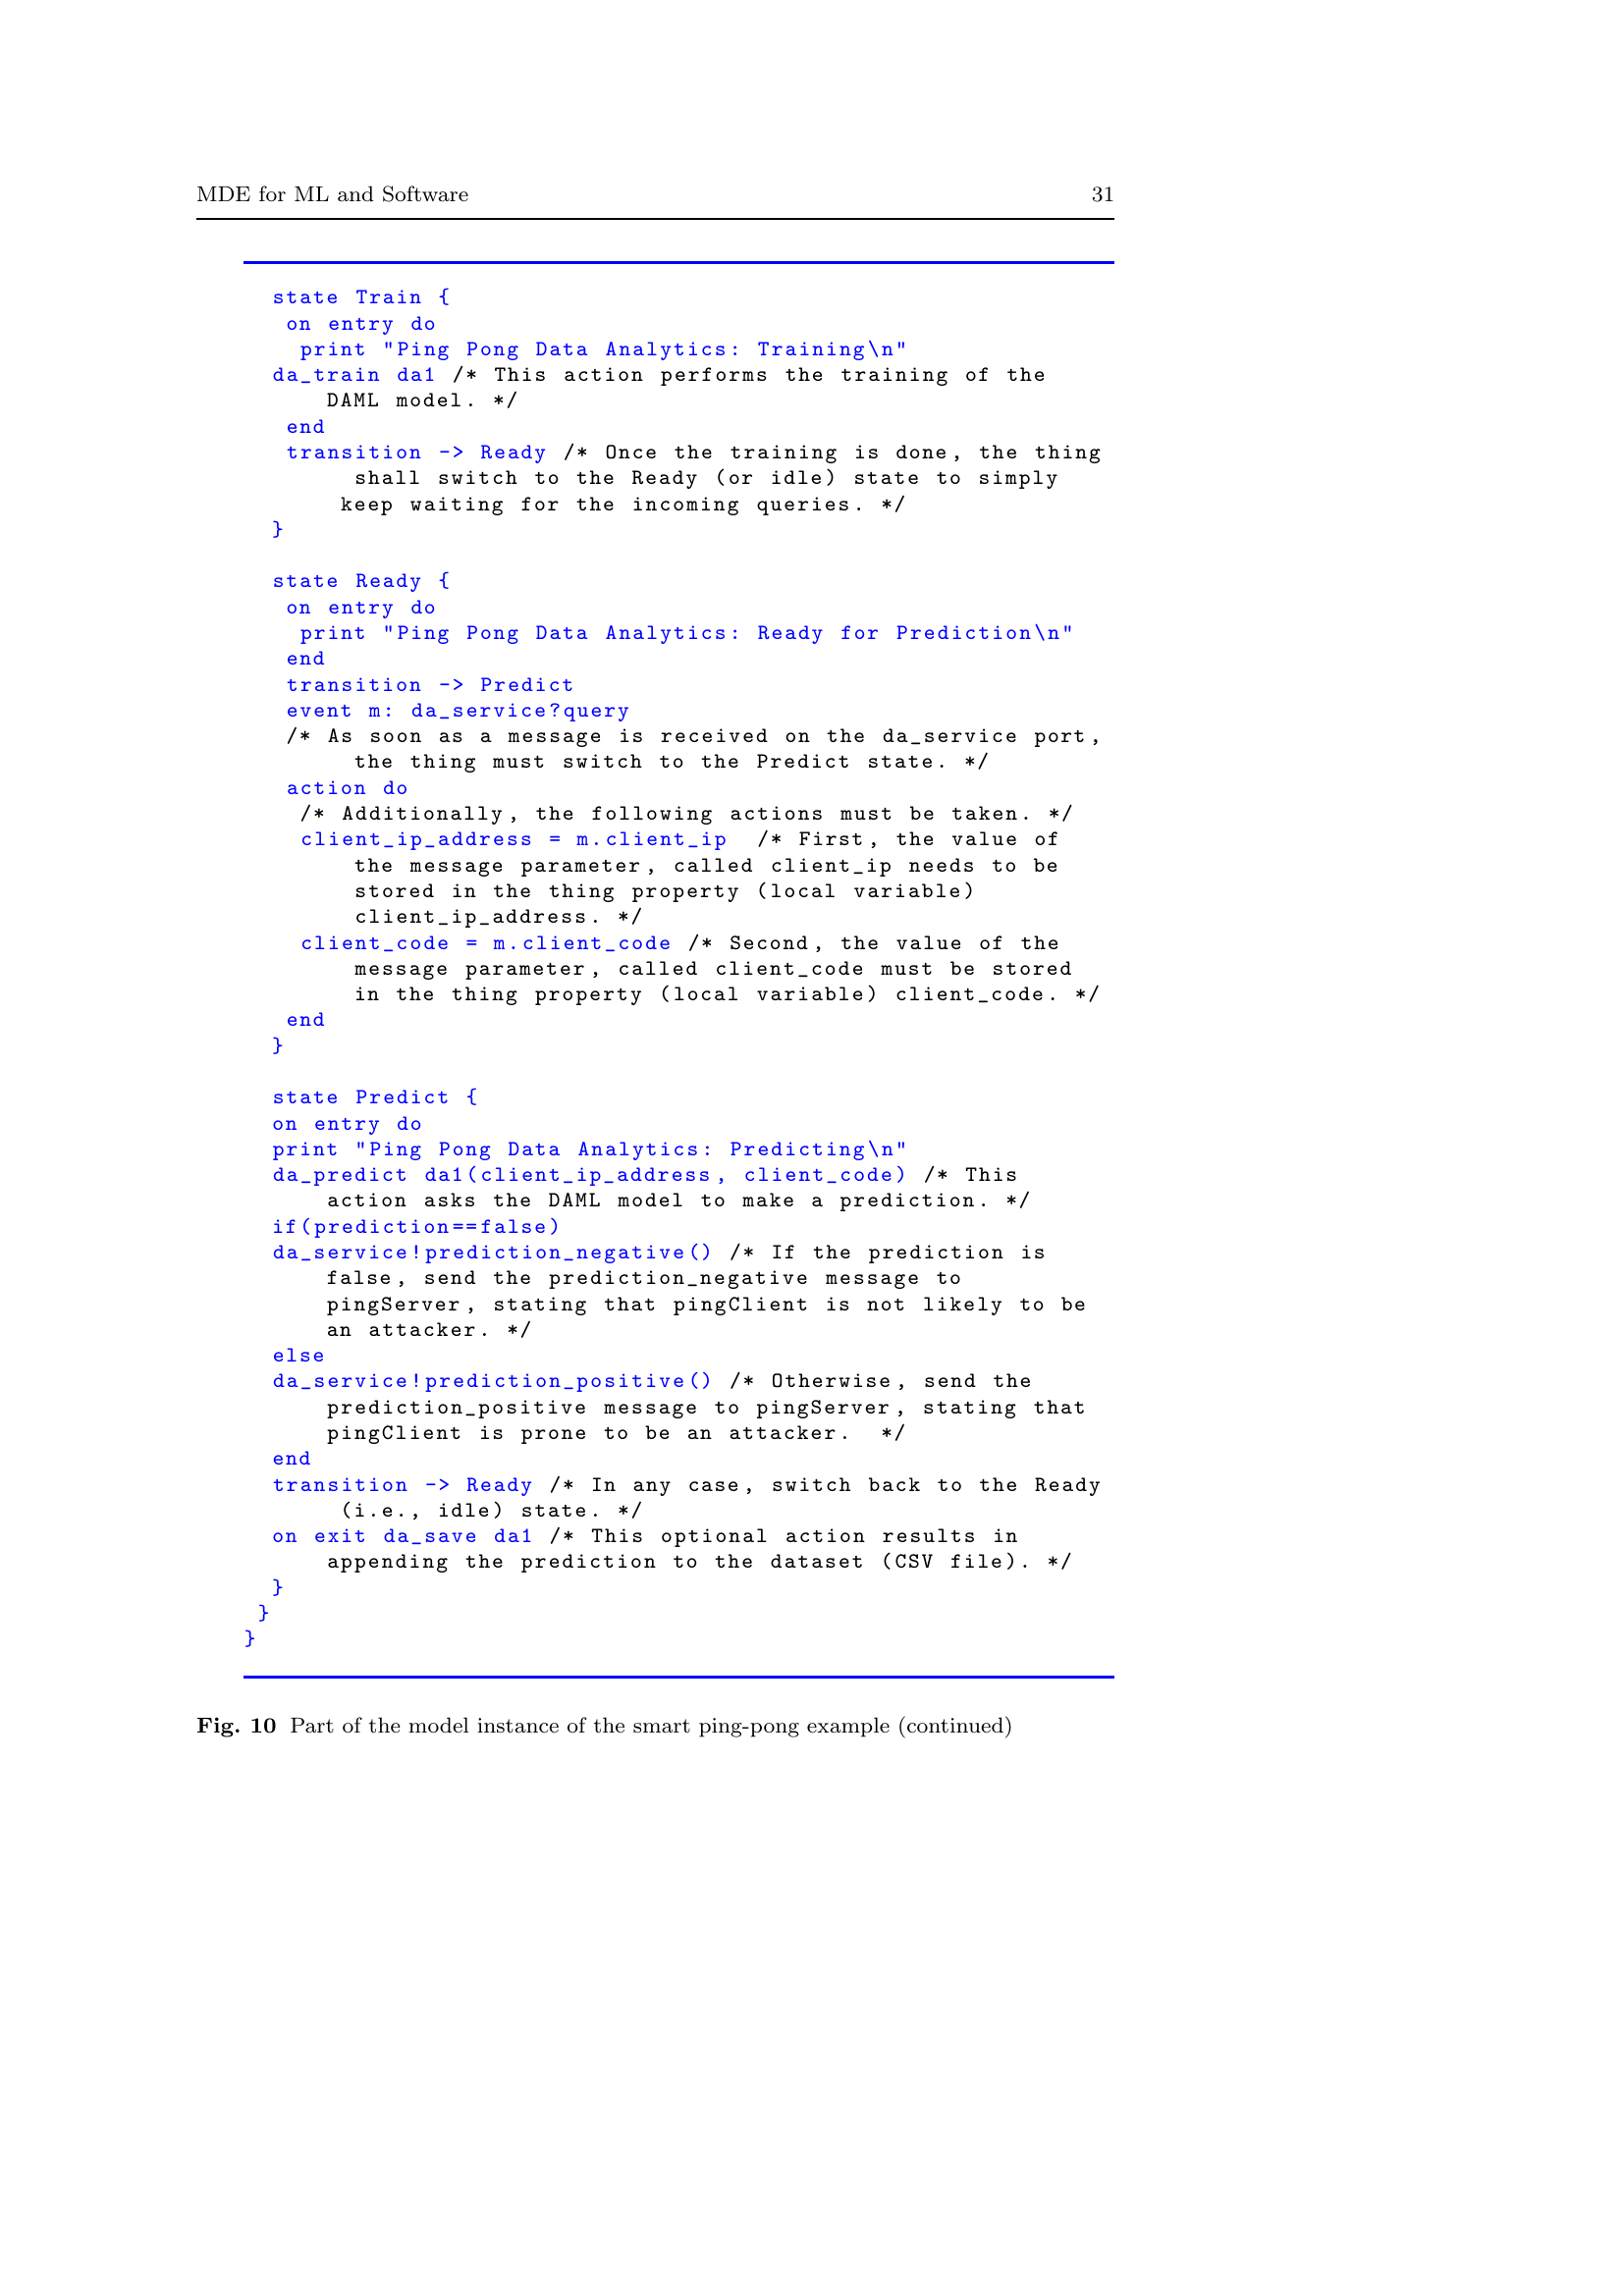 MDE for ML and Software 31
state Train {
on entry do
print "Ping Pong Data Analytics: Training\n"
da_train da1 /* This action performs the training of the
DAML model. */
end
transition -> Ready /* Once the training is done, the thing
shall switch to the Ready (or idle) state to simply
keep waiting for the incoming queries. */
}
state Ready {
on entry do
print "Ping Pong Data Analytics: Ready for Prediction\n"
end
transition -> Predict
event m: da_service?query
/* As soon as a message is received on the da_service port,
the thing must switch to the Predict state. */
action do
/* Additionally, the following actions must be taken. */
client_ip_address = m.client_ip /* First, the value of
the message parameter, called client_ip needs to be
stored in the thing property (local variable)
client_ip_address. */
client_code = m.client_code /* Second, the value of the
message parameter, called client_code must be stored
in the thing property (local variable) client_code. */
end
}
state Predict {
on entry do
print "Ping Pong Data Analytics: Predicting\n"
da_predict da1(client_ip_address, client_code) /* This
action asks the DAML model to make a prediction. */
if(prediction==false)
da_service!prediction_negative() /* If the prediction is
false, send the prediction_negative message to
pingServer, stating that pingClient is not likely to be
an attacker. */
else
da_service!prediction_positive() /* Otherwise, send the
prediction_positive message to pingServer, stating that
pingClient is prone to be an attacker. */
end
transition -> Ready /* In any case, switch back to the Ready
(i.e., idle) state. */
on exit da_save da1 /* This optional action results in
appending the prediction to the dataset (CSV file). */
}
}
}
Fig. 10 Part of the model instance of the smart ping-pong example (continued)